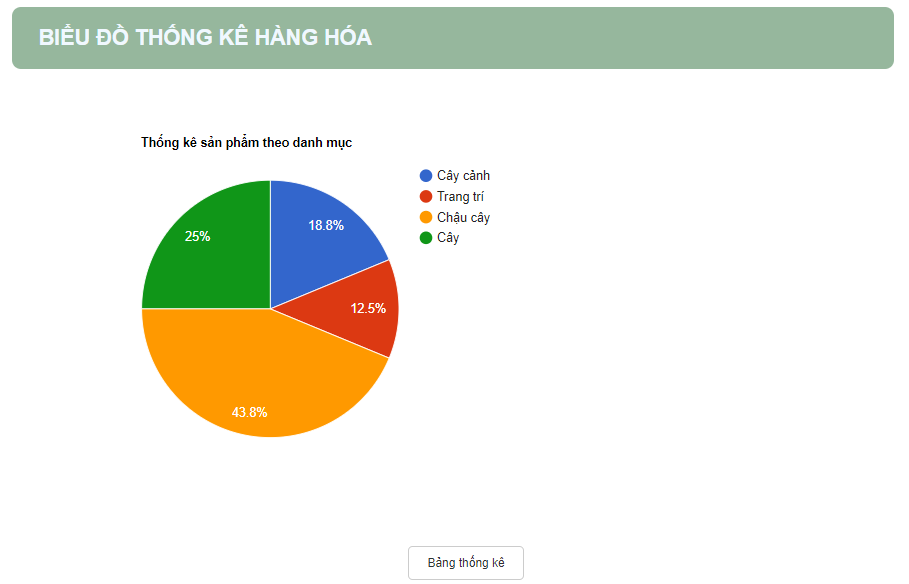 BIỂU ĐỒ THỐNG KÊ HÀNG HÓA
Thống kê sản phẩm theo danh mục
Cây cảnh
Trang trí
Chậu cây
Cây
18.8%
25%
12.5%
43.8%
Bảng thống kê